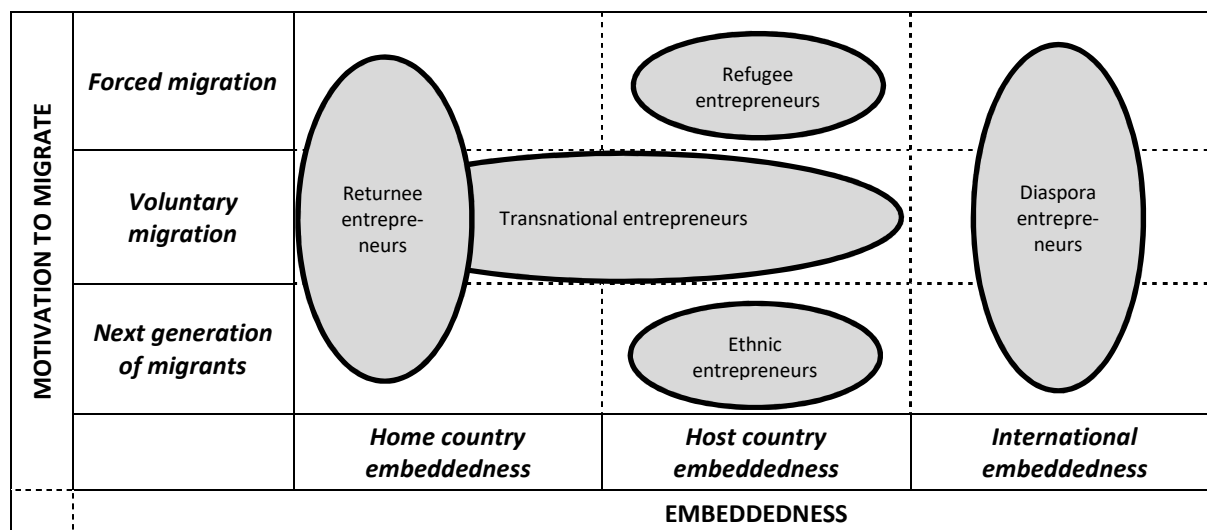 MOTIVATION TO MIGRATE
Forced migration
Refugee
entrepreneurs
Voluntary
migration
Returnee
entrepre-
neurs
Transnational entrepreneurs
Diaspora
entrepre-
neurs
Next generation
of migrants
Ethnic
entrepreneurs
Home country
embeddedness
Host country
embeddedness
International
embeddedness
EMBEDDEDNESS